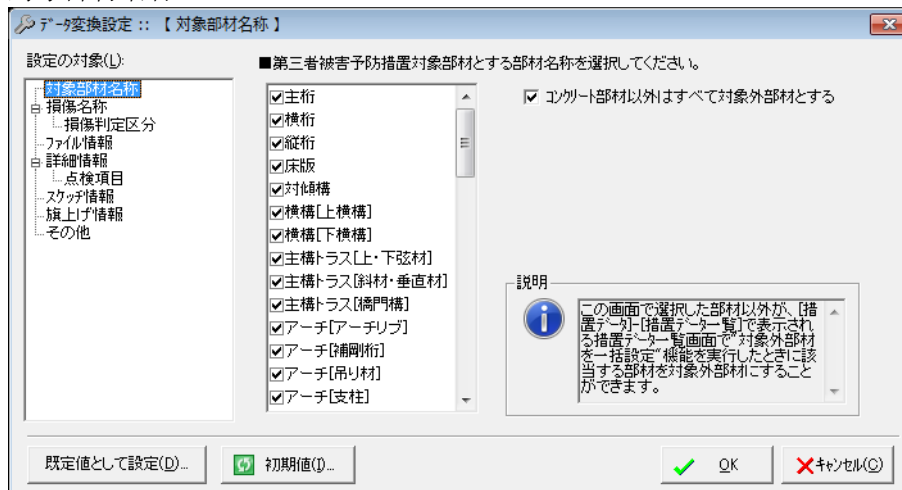 データ変換設定 :: 【 対象部材名称 】
設定の対象(L):
対象部材名称
損傷名称
損傷判定区分
ファイル情報
詳細情報
点検項目
スケッチ情報
旗上げ情報
その他
■第三者被害予防措置対象部材とする部材名称を選択してください。
主桁
横桁
縦桁
床版
対傾構
横構[上横構]
横構[下横構]
主構トラス[上・下弦材]
主構トラス[斜材・垂直材]
主構トラス[橋門構]
アーチ[アーチリブ]
アーチ[補剛桁]
アーチ[吊り材]
アーチ[支柱]
コンクリート部材以外はすべて対象外部材とする
説明
この画面で選択した部材以外が、[措
置データ]-[措置データ一覧]で表示され
る措置データ一覧画面で"対象外部材
を一括設定"機能を実行したときに該
当する部材を対象外部材にすること
ができます。
既定値として設定(D)...
初期値(I)...
OK
キャンセル(C)